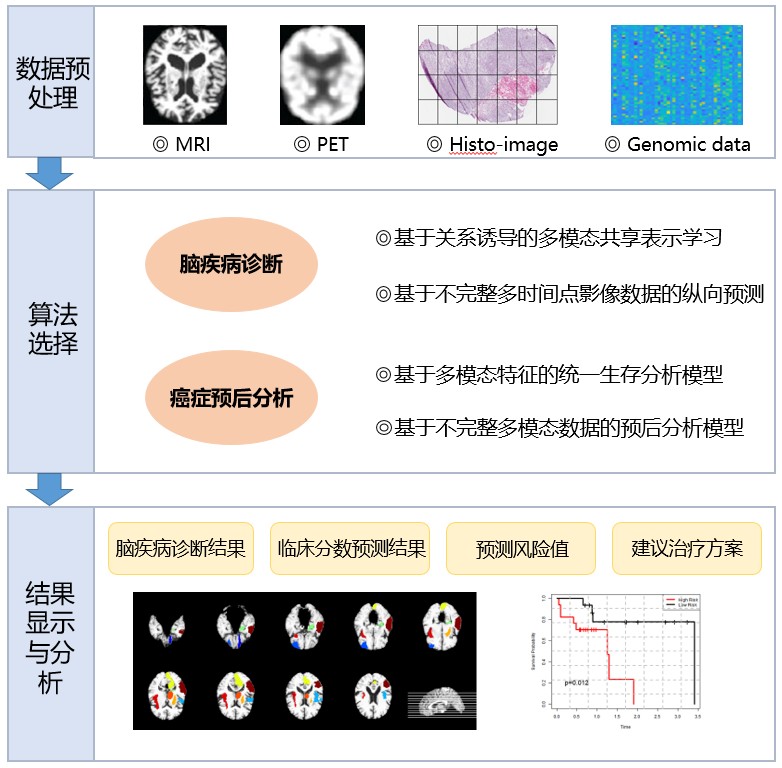 数据预
处理
◎ MRI
◎ PET
◎ Histo-image
◎ Genomic data
算法
选择
脑疾病诊断
◎基于关系诱导的多模态共享表示学习
◎基于不完整多时间点影像数据的纵向预测
癌症预后分析
◎基于多模态特征的统一生存分析模型
◎基于不完整多模态数据的预后分析模型
结果
显示
与分
析
脑疾病诊断结果
临床分数预测结果
预测风险值
建议治疗方案
High Risk
Low Risk
Survival Probability
1.0
0.8
0.6
0.4
0.2
0.0
p=0.012
0.0 0.5 1.0 1.5 2.0 2.5 3.0 3.5
Time